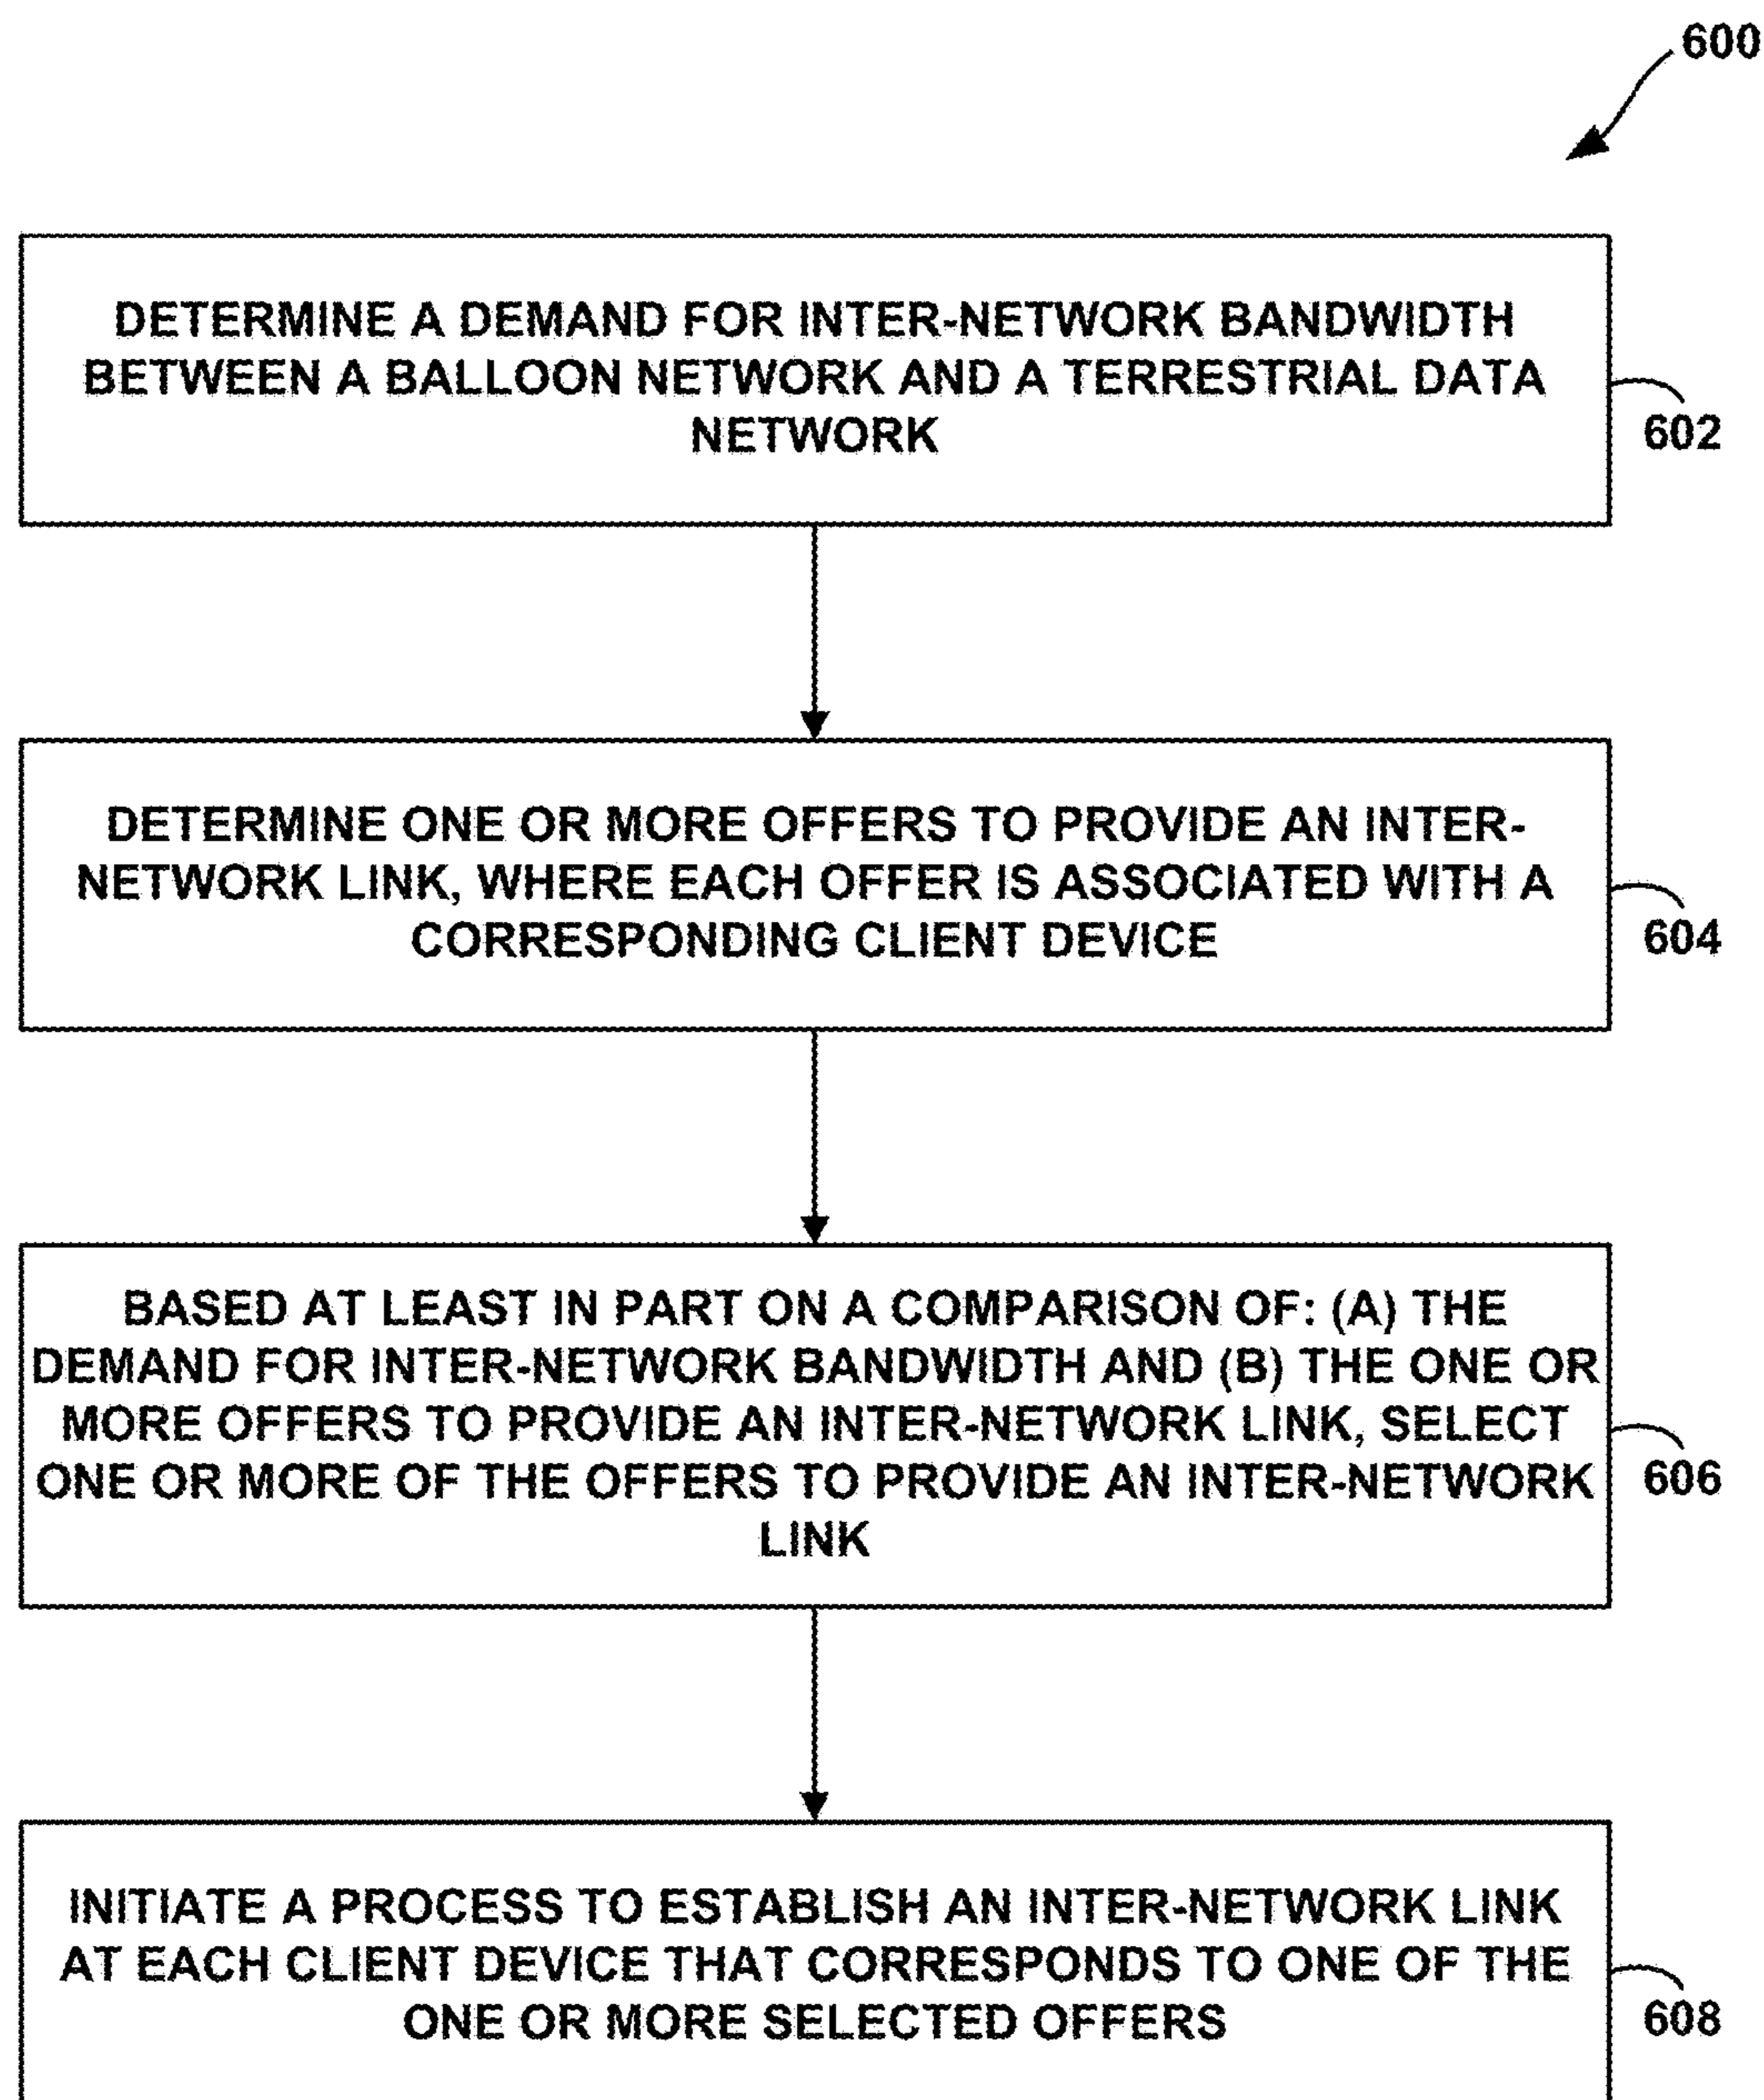 600
DETERMINE A DEMAND FOR INTER-NETWORK BANDWIDTH
BETWEEN A BALLOON NETWORK AND A TERRESTRIAL DATA
NETWORK
602
DETERMINE ONE OR MORE OFFERS TO PROVIDE AN INTER-
NETWORK LINK, WHERE EACH OFFER IS ASSOCIATED WITH A
CORRESPONDING CLIENT DEVICE
604
BASED AT LEAST IN PART ON A COMPARISON OF: (A) THE
DEMAND FOR INTER-NETWORK BANDWIDTH AND (B) THE ONE OR
MORE OFFERS TO PROVIDE AN INTER-NETWORK LINK, SELECT
ONE OR MORE OF THE OFFERS TO PROVIDE AN INTER-NETWORK
LINK
606
INITIATE A PROCESS TO ESTABLISH AN INTER-NETWORK LINK
AT EACH CLIENT DEVICE THAT CORRESPONDS TO ONE OF THE
ONE OR MORE SELECTED OFFERS
608